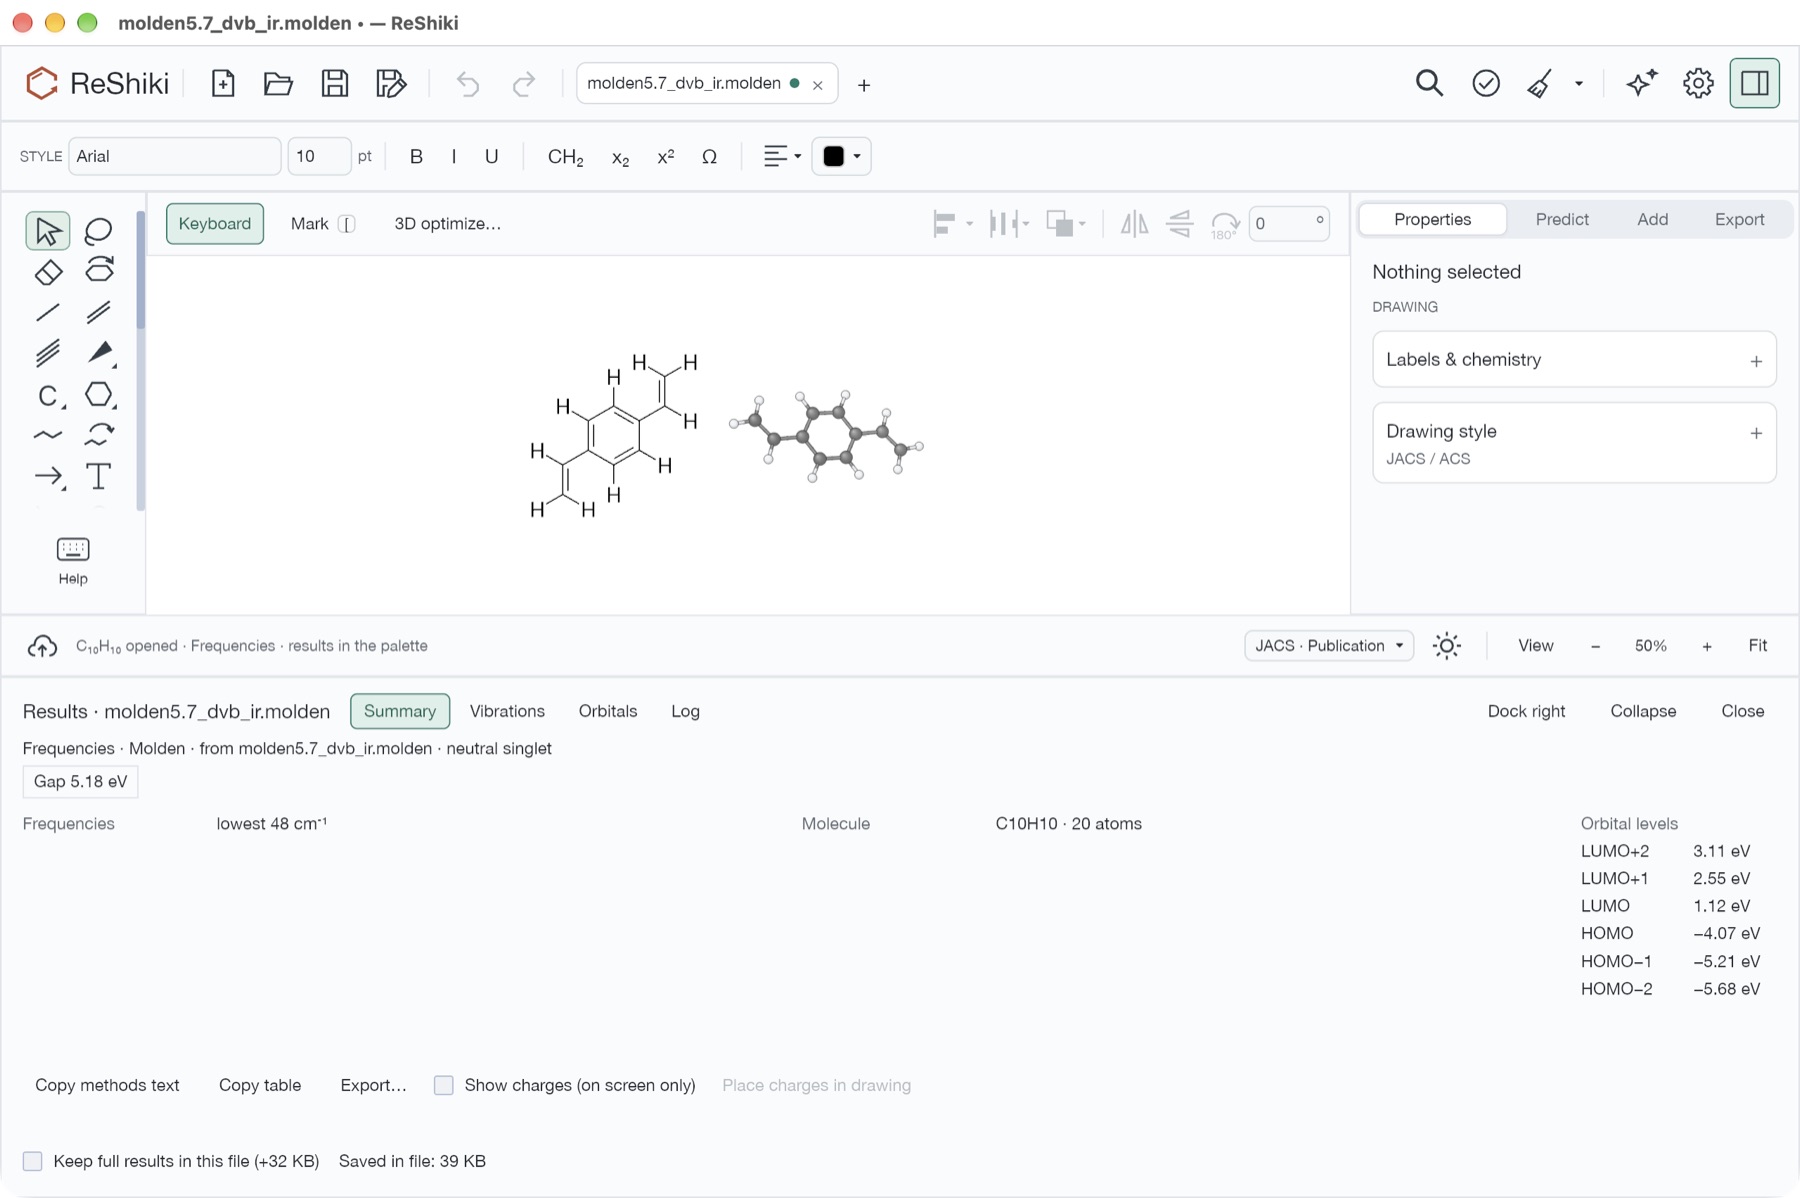 molden5.7_dvb_ir.molden • — ReShiki
ReShiki
molden5.7_dvb_ir.molden
STYLE Arial 10 pt B I U CH₂ x₂ x² Ω
Keyboard Mark [ 3D optimize… 180° 0 °
Properties Predict Add Export
Nothing selected
DRAWING
Labels & chemistry +
Drawing style +
JACS / ACS
C
T
Help
H H
H
H
H
H
H
H
H H
C₁₀H₁₀ opened · Frequencies · results in the palette
JACS · Publication View − 50% + Fit
Results · molden5.7_dvb_ir.molden Summary Vibrations Orbitals Log Dock right Collapse Close
Frequencies · Molden · from molden5.7_dvb_ir.molden · neutral singlet
Gap 5.18 eV
Frequencies lowest 48 cm⁻¹ Molecule C10H10 · 20 atoms
Orbital levels
LUMO+2 3.11 eV
LUMO+1 2.55 eV
LUMO 1.12 eV
HOMO −4.07 eV
HOMO−1 −5.21 eV
HOMO−2 −5.68 eV
Copy methods text Copy table Export… Show charges (on screen only) Place charges in drawing
Keep full results in this file (+32 KB) Saved in file: 39 KB